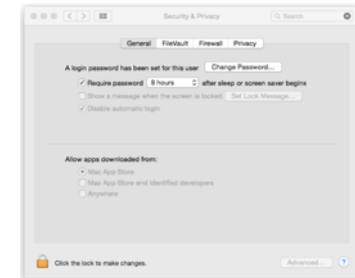 Security & Privacy
Search
General FileVault Firewall Privacy
A login password has been set for this user Change Password...
Require password 8 hours after sleep or screen saver begins
Show a message when the screen is locked Set Lock Message...
Disable automatic login
Allow apps downloaded from:
Mac App Store
Mac App Store and identified developers
Anywhere
Click the lock to make changes.
Advanced...
?